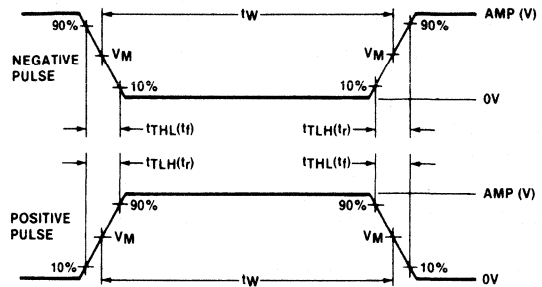 90%
tW
90%
AMP (V)
NEGATIVE
PULSE
VM
VM
10%
10%
0V
tTHL(tf)
tTLH(tr)
tTLH(tr)
tTHL(tf)
AMP (V)
90%
90%
POSITIVE
PULSE
VM
VM
10%
10%
tW
0V